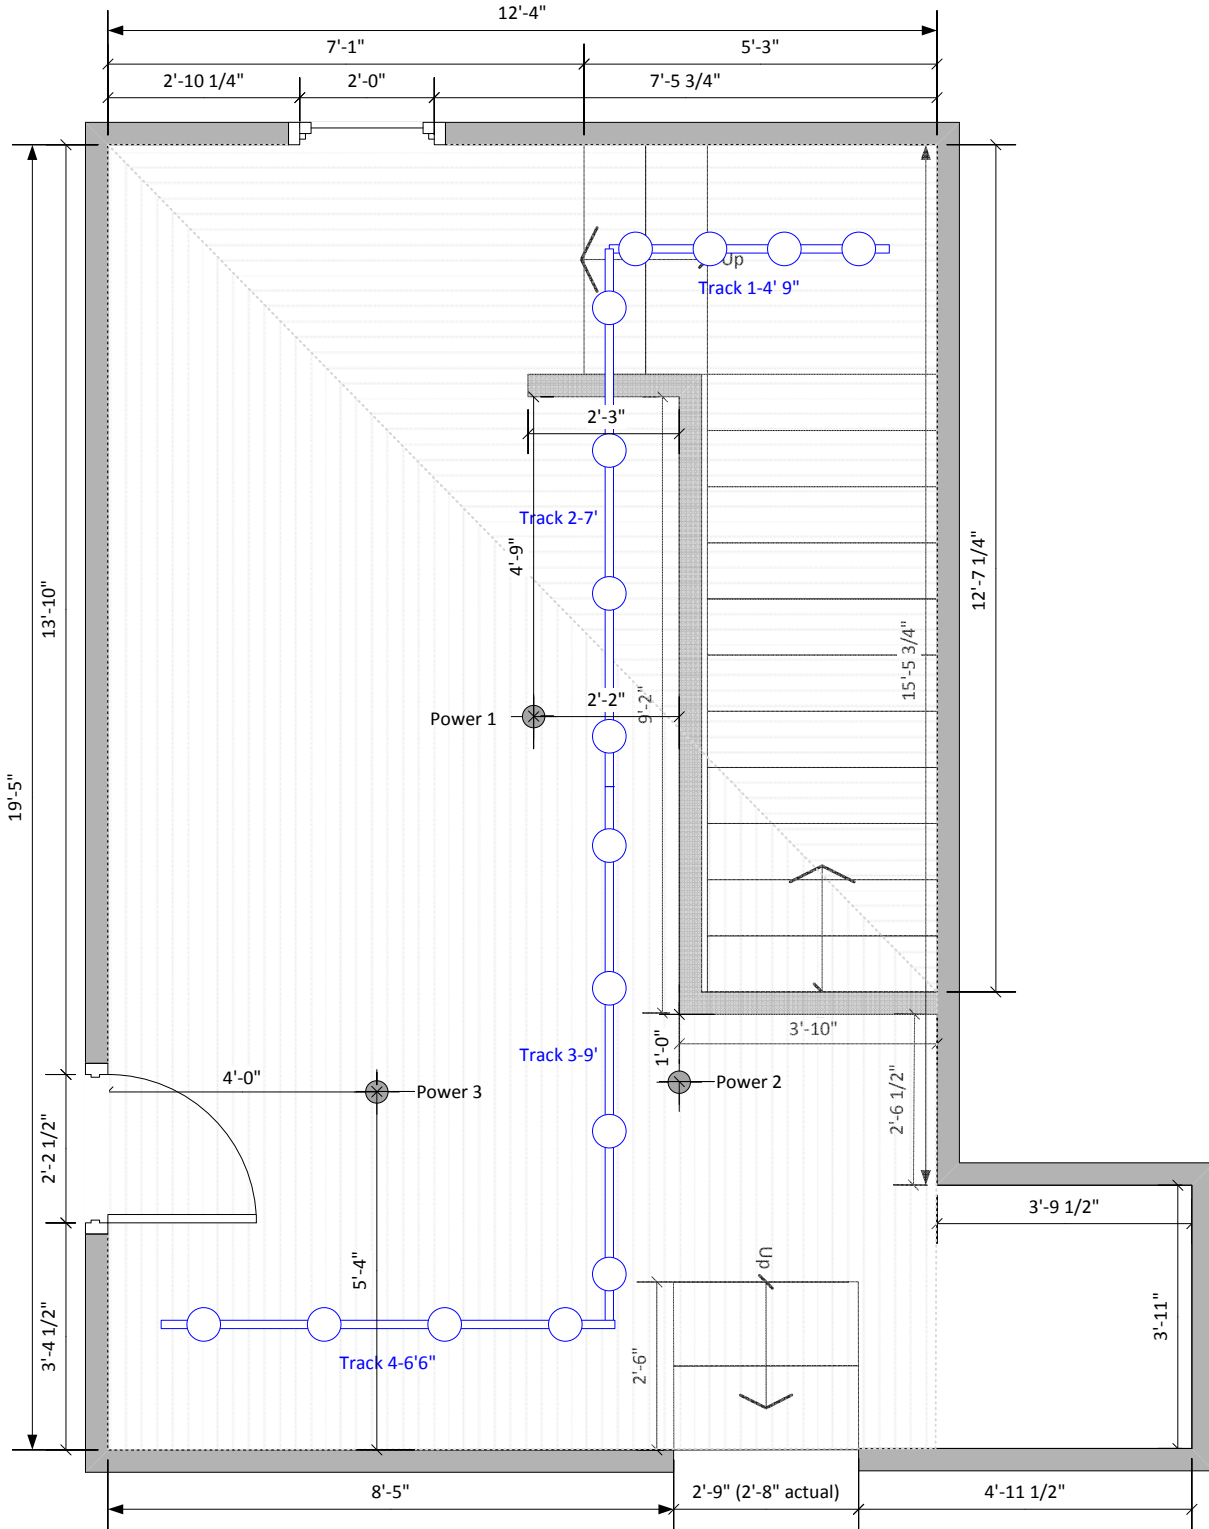 12'-4"
7'-1"
5'-3"
2'-10 1/4"
2'-0"
7'-5 3/4"
Up
Track 1-4' 9"
2'-3"
Track 2-7'
4'-9"
13'-10"
12'-7 1/4"
15'-5 3/4"
9'-2"
2'-2"
Power 1
19'-5"
3'-10"
1'-0"
Track 3-9'
4'-0"
Power 3
Power 2
2'-6 1/2"
2'-2 1/2"
3'-9 1/2"
Up
5'-4"
3'-11"
3'-4 1/2"
2'-6"
Track 4-6'6"
8'-5"
2'-9" (2'-8" actual)
4'-11 1/2"